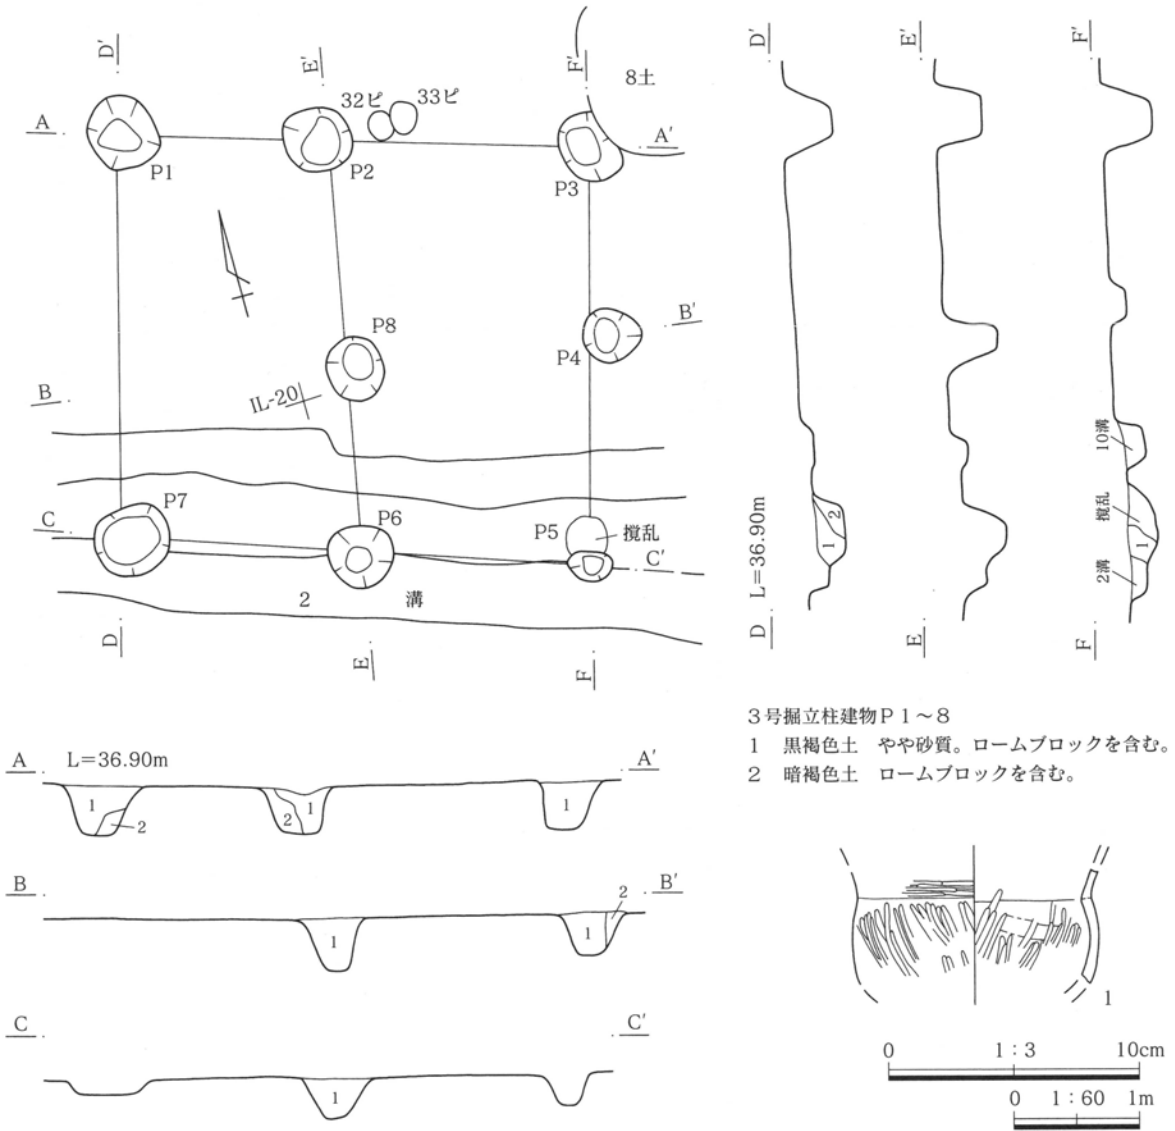 D′
E′
F′
8土
32ピ 33ピ
A
A′
P1
P2
P3
P8
B′
P4
IL-20
B
P7
C
P6
P5
攪乱
C′
2 溝
D
E
F
D′
E′
F′
L=36.90m
2
1
10溝
攪乱
1
2溝
D
E
F
A L=36.90m A′
1
2
2
1
1
B B′
1
1
2
C C′
1
3号掘立柱建物P1~8
1 黒褐色土 やや砂質。ロームブロックを含む。
2 暗褐色土 ロームブロックを含む。
1
0 1:3 10cm
0 1:60 1m